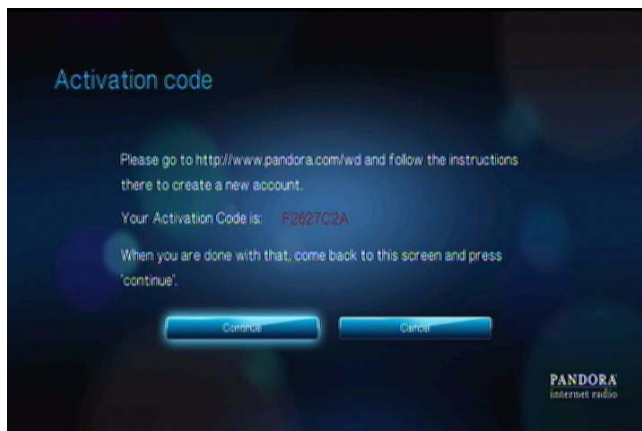 Activation code
Please go to http://www.pandora.com/wd and follow the instructions
there to create a new account.
Your Activation Code is: F2627C2A
When you are done with that, come back to this screen and press
'continue'.
Continue Cancel
PANDORA
internet radio